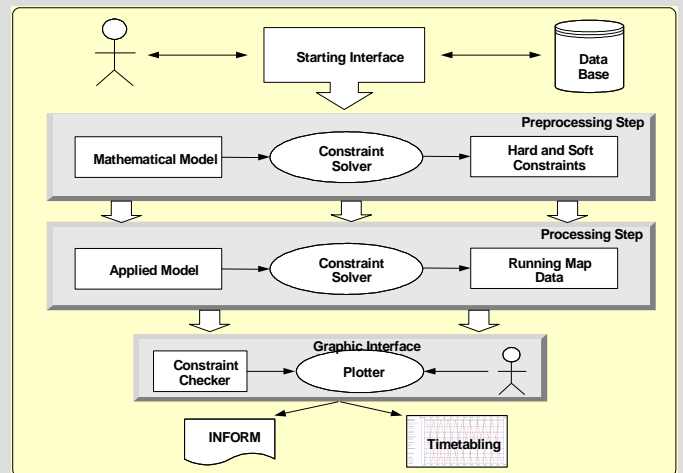 Starting Interface
Data
Base
Preprocessing Step
Mathematical Model
Constraint
Solver
Hard and Soft
Constraints
Processing Step
Applied Model
Constraint
Solver
Running Map
Data
Graphic Interface
Constraint
Checker
Plotter
INFORM
Timetabling